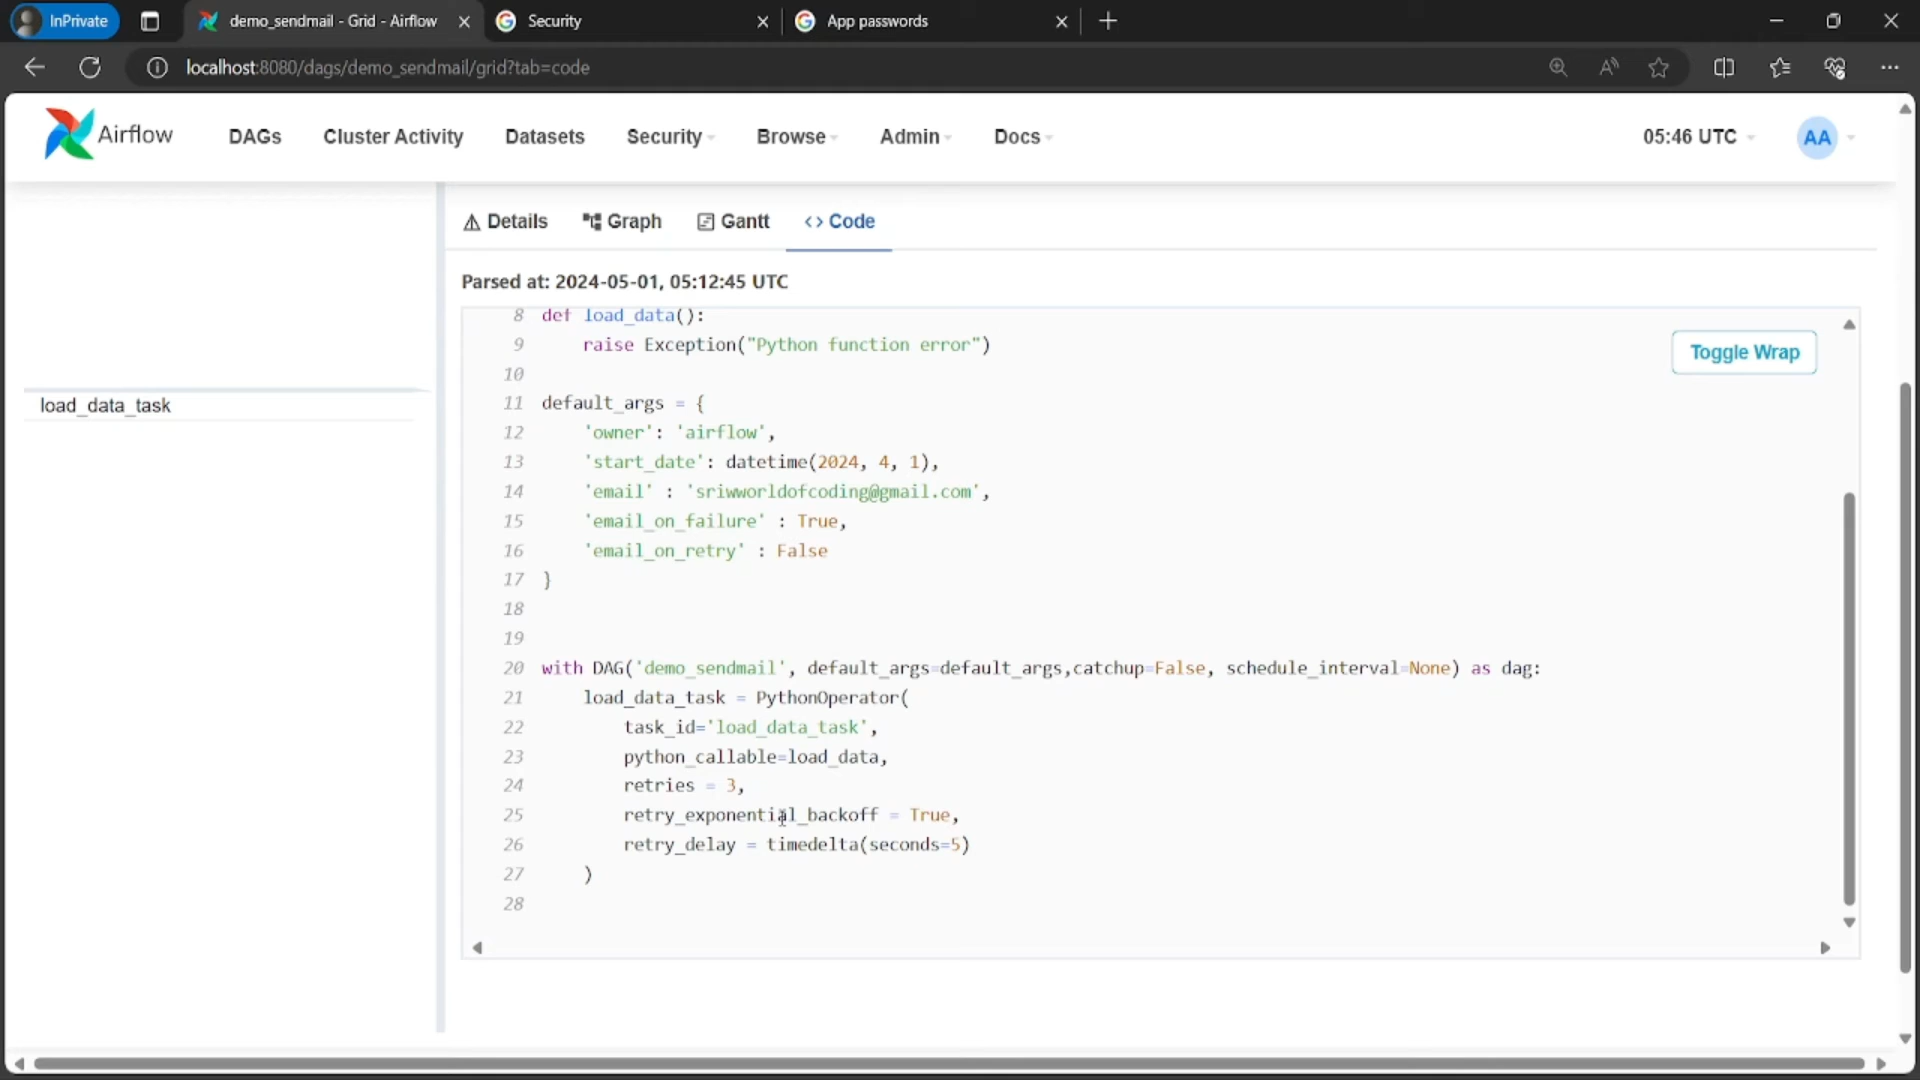 InPrivate
demo_sendmail - Grid - Airflow
Security
App passwords
localhost:8080/dags/demo_sendmail/grid?tab=code
Airflow
DAGs
Cluster Activity
Datasets
Security
Browse
Admin
Docs
05:46 UTC
AA
Details
Graph
Gantt
<> Code
Parsed at: 2024-05-01, 05:12:45 UTC
Toggle Wrap
load_data_task
8 def load_data():
9 raise Exception("Python function error")
10
11 default_args = {
12 'owner': 'airflow',
13 'start_date': datetime(2024, 4, 1),
14 'email' : 'sriwworldofcoding@gmail.com',
15 'email_on_failure' : True,
16 'email_on_retry' : False
17 }
18
19
20 with DAG('demo_sendmail', default_args=default_args,catchup=False, schedule_interval=None) as dag:
21 load_data_task = PythonOperator(
22 task_id='load_data_task',
23 python_callable=load_data,
24 retries = 3,
25 retry_exponential_backoff = True,
26 retry_delay = timedelta(seconds=5)
27 )
28